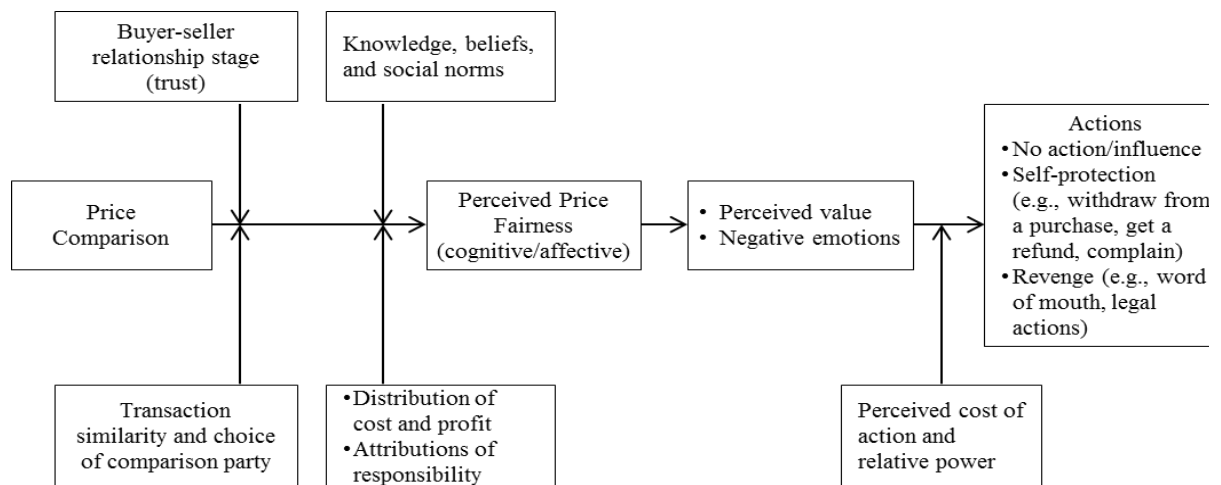 Buyer-seller
relationship stage
(trust)
Knowledge, beliefs,
and social norms
Price
Comparison
Perceived Price
Fairness
(cognitive/affective)
• Perceived value
• Negative emotions
Actions
•No action/influence
•Self-protection
(e.g., withdraw from
a purchase, get a
refund, complain)
•Revenge (e.g., word
of mouth, legal
actions)
Transaction
similarity and choice
of comparison party
•Distribution of
cost and profit
•Attributions of
responsibility
Perceived cost of
action and
relative power